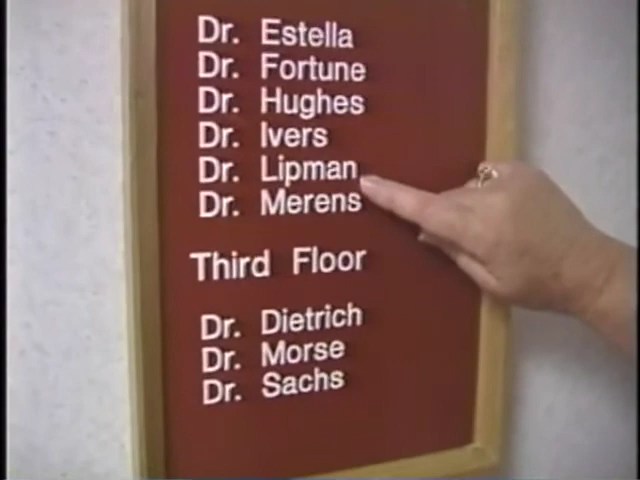 Dr. Estella
Dr. Fortune
Dr. Hughes
Dr. Ivers
Dr. Lipman
Dr. Merens
Third Floor
Dr. Dietrich
Dr. Morse
Dr. Sachs